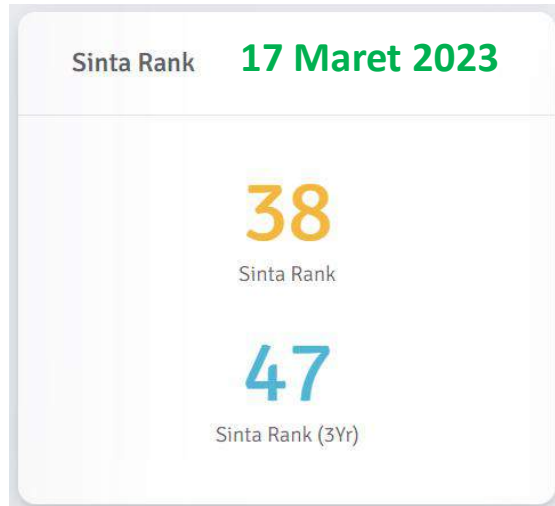 Sinta Rank 17 Maret 2023
38
Sinta Rank
47
Sinta Rank (3Yr)